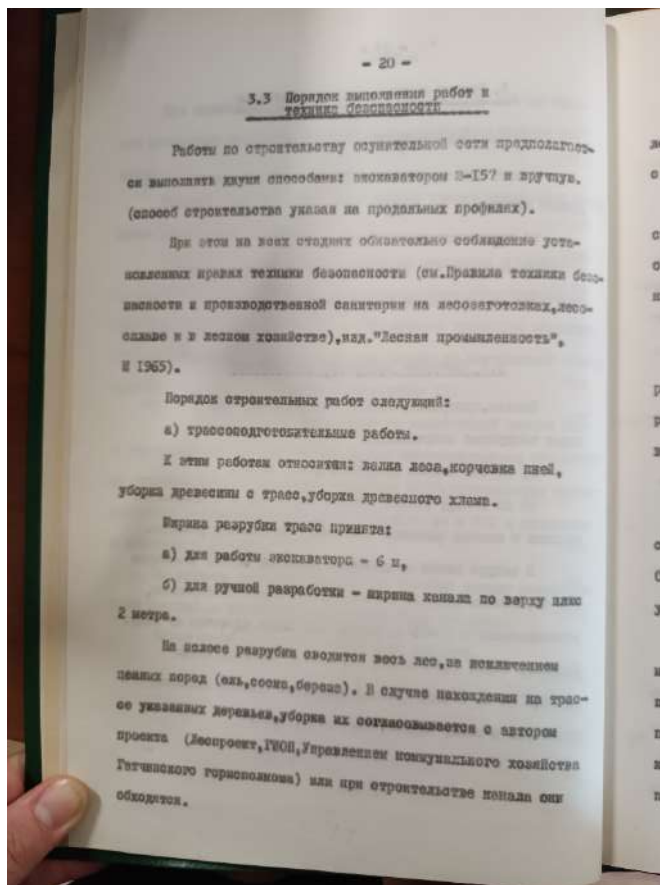 - 20 -
3.3 Порядок выполнения работ и
техника безопасности
Работы по строительству осушительной сети предполагает-
ся выполнять двумя способами: экскаватором Э-157 и вручную.
(способ строительства указан на продольных профилях).
При этом на всех стадиях обязательно соблюдение уста-
новленных правил техники безопасности (см.Правила техники безо-
пасности и производственной санитарии на лесозаготовках,лесо-
сплаве и в лесном хозяйстве),изд."Лесная промышленность",
М 1965).
Порядок строительных работ следующий:
а) трассоподготовительные работы.
К этим работам относится: валка леса,корчевка пней,
уборка древесины с трасс,уборка древесного хлама.
Ширина разрубки трасс принята:
а) для работы экскаватора - 6 м,
б) для ручной разработки - ширина канала по верху плюс
2 метра.
На полосе разрубки сводится весь лес,за исключением
ценных пород (ель,сосна,береза). В случае нахождения на трас-
се указанных деревьев,уборка их согласовывается с автором
проекта (Леспроект,ГИОП,Управлением коммунального хозяйства
Гатчинского горисполкома) или при строительстве канала они
обходятся.